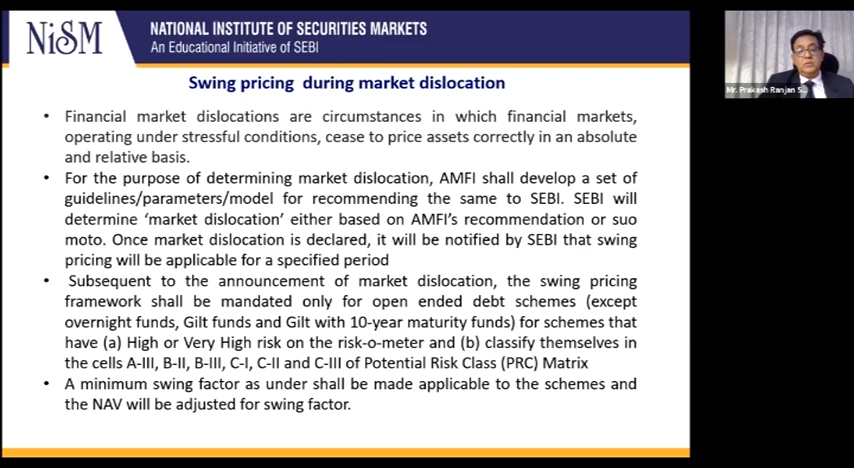 NiSM
NATIONAL INSTITUTE OF SECURITIES MARKETS
An Educational Initiative of SEBI
Swing pricing during market dislocation
• Financial market dislocations are circumstances in which financial markets,
operating under stressful conditions, cease to price assets correctly in an absolute
and relative basis.
• For the purpose of determining market dislocation, AMFI shall develop a set of
guidelines/parameters/model for recommending the same to SEBI. SEBI will
determine ‘market dislocation’ either based on AMFI’s recommendation or suo
moto. Once market dislocation is declared, it will be notified by SEBI that swing
pricing will be applicable for a specified period
• Subsequent to the announcement of market dislocation, the swing pricing
framework shall be mandated only for open ended debt schemes (except
overnight funds, Gilt funds and Gilt with 10-year maturity funds) for schemes that
have (a) High or Very High risk on the risk-o-meter and (b) classify themselves in
the cells A-III, B-II, B-III, C-I, C-II and C-III of Potential Risk Class (PRC) Matrix
• A minimum swing factor as under shall be made applicable to the schemes and
the NAV will be adjusted for swing factor.
Mr. Prakash Ranjan S...